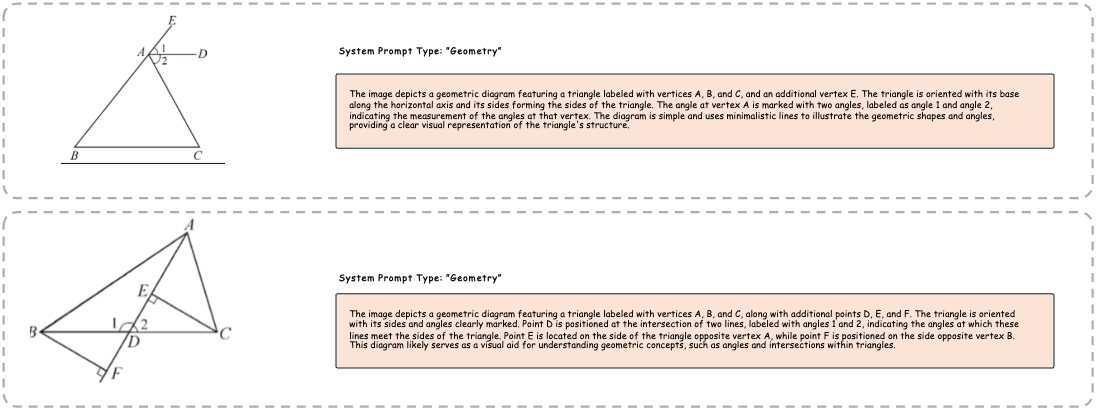 E
A
1
D
2
B
C
System Prompt Type: "Geometry"
The image depicts a geometric diagram featuring a triangle labeled with vertices A, B, and C, and an additional vertex E. The triangle is oriented with its base
along the horizontal axis and its sides forming the sides of the triangle. The angle at vertex A is marked with two angles, labeled as angle 1 and angle 2,
indicating the measurement of the angles at that vertex. The diagram is simple and uses minimalistic lines to illustrate the geometric shapes and angles,
providing a clear visual representation of the triangle's structure.
A
E
B
1
2
C
D
F
System Prompt Type: "Geometry"
The image depicts a geometric diagram featuring a triangle labeled with vertices A, B, and C, along with additional points D, E, and F. The triangle is oriented
with its sides and angles clearly marked. Point D is positioned at the intersection of two lines, labeled with angles 1 and 2, indicating the angles at which these
lines meet the sides of the triangle. Point E is located on the side of the triangle opposite vertex A, while point F is positioned on the side opposite vertex B.
This diagram likely serves as a visual aid for understanding geometric concepts, such as angles and intersections within triangles.